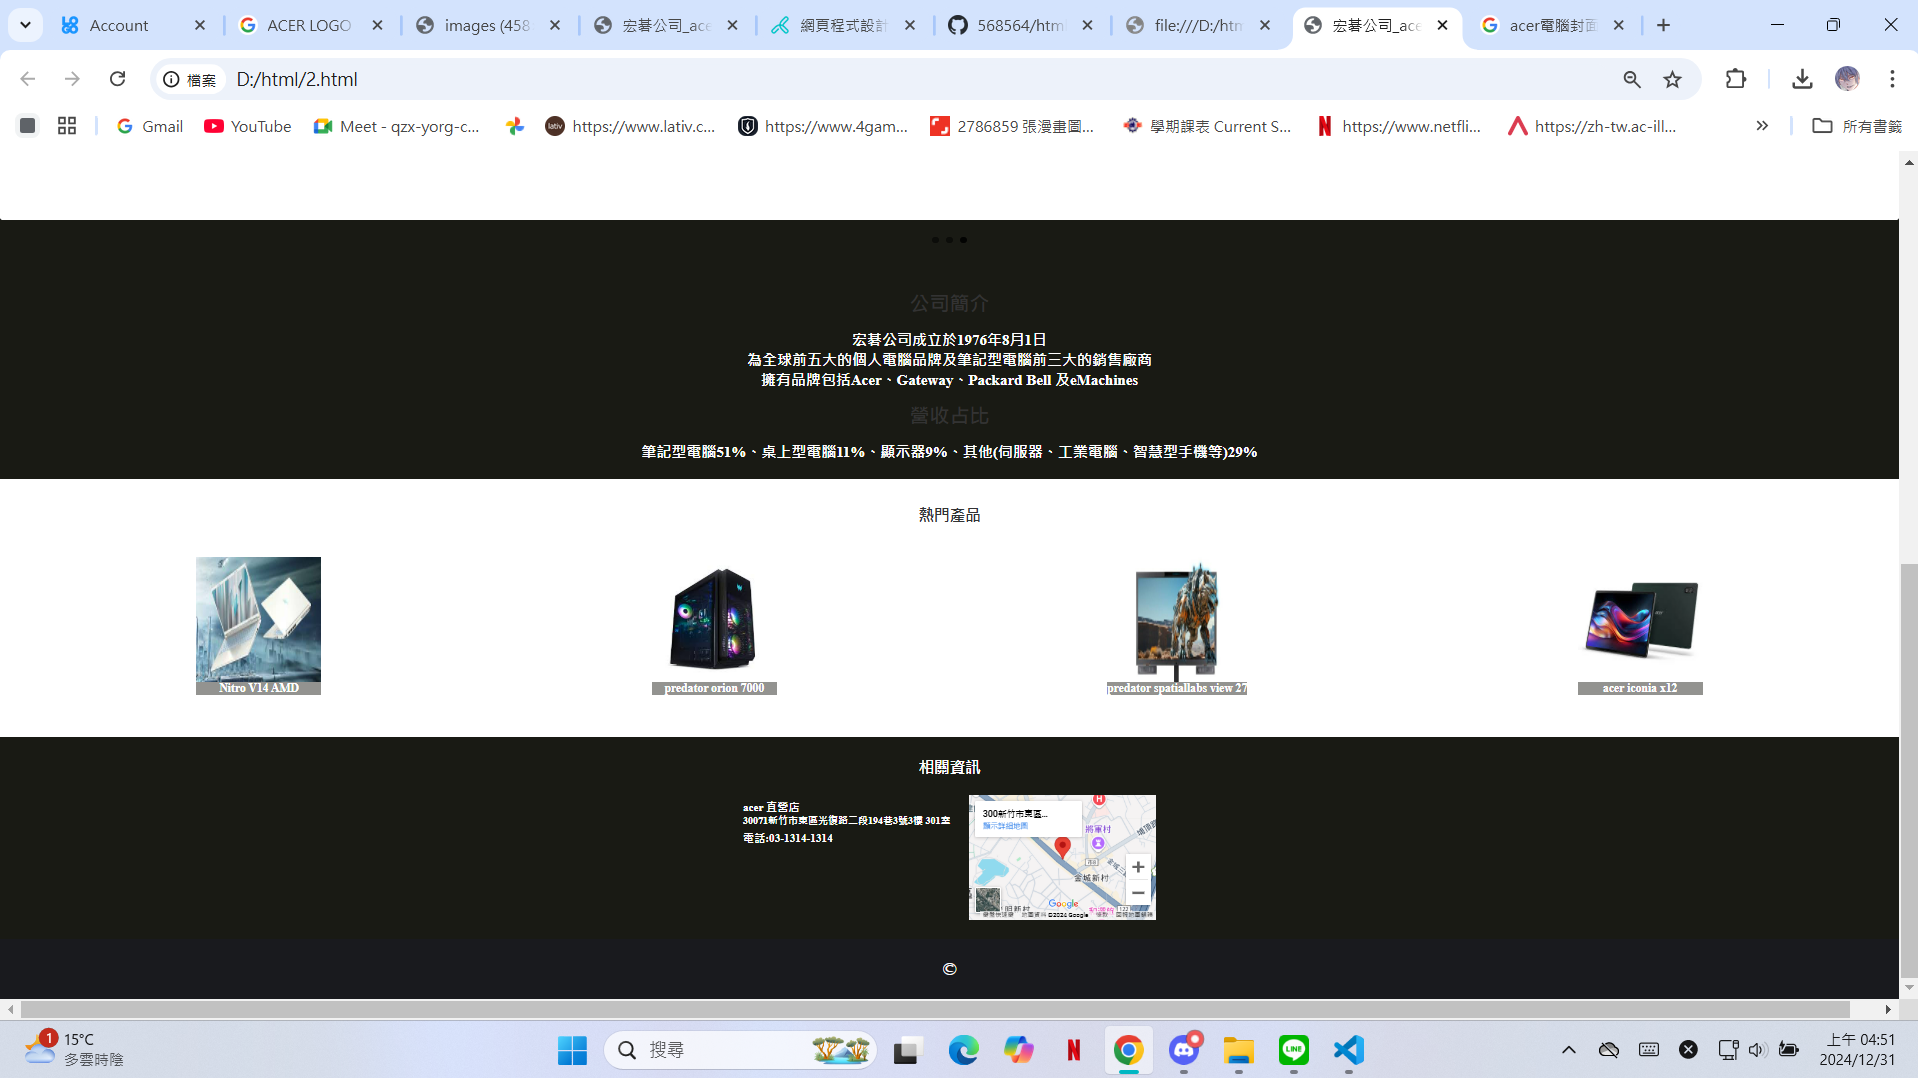 Account
ACER LOGO
images (458
宏碁公司_ace
網頁程式設計
568564/html
file:///D:/htm
宏碁公司_ace
acer電腦封面
檔案
D:/html/2.html
Gmail
YouTube
Meet - qzx-yorg-c...
https://www.lativ.c...
https://www.4gam...
2786859 張漫畫圖...
學期課表 Current S...
https://www.netfli...
https://zh-tw.ac-ill...
所有書籤
公司簡介
宏碁公司成立於1976年8月1日
為全球前五大的個人電腦品牌及筆記型電腦前三大的銷售廠商
擁有品牌包括Acer、Gateway、Packard Bell 及eMachines
營收占比
筆記型電腦51%、桌上型電腦11%、顯示器9%、其他(伺服器、工業電腦、智慧型手機等)29%
熱門產品
Nitro V14 AMD
predator orion 7000
predator spatiallabs view 27
acer iconia x12
相關資訊
acer 直營店
30071新竹市東區光復路二段194巷3號3樓 301室
電話:03-1314-1314
300新竹市東區...
顯示詳細地圖
將軍村
金城新村
Google
©2024 Google
©
1
15°C
多雲時陰
搜尋
上午 04:51
2024/12/31